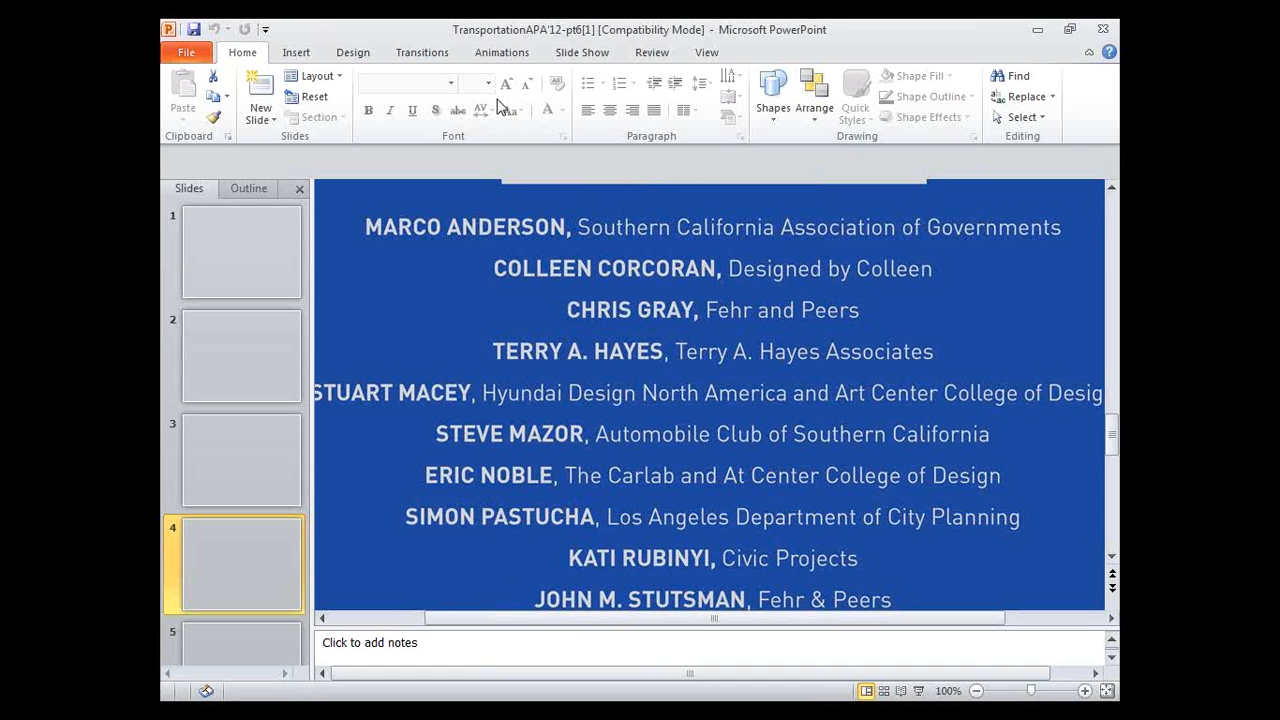 TransportationAPA'12-pt6[1] [Compatibility Mode] - Microsoft PowerPoint
File Home Insert Design Transitions Animations Slide Show Review View
Paste
Clipboard
New Slide
Layout
Reset
Section
Slides
B I U S abc AV Aa A
Font
Paragraph
Shapes Arrange Quick Styles
Shape Fill
Shape Outline
Shape Effects
Drawing
Find
Replace
Select
Editing
Slides Outline
1
2
3
4
5
MARCO ANDERSON, Southern California Association of Governments
COLLEEN CORCORAN, Designed by Colleen
CHRIS GRAY, Fehr and Peers
TERRY A. HAYES, Terry A. Hayes Associates
STUART MACEY, Hyundai Design North America and Art Center College of Desig
STEVE MAZOR, Automobile Club of Southern California
ERIC NOBLE, The Carlab and At Center College of Design
SIMON PASTUCHA, Los Angeles Department of City Planning
KATI RUBINYI, Civic Projects
JOHN M. STUTSMAN, Fehr & Peers
Click to add notes
100%